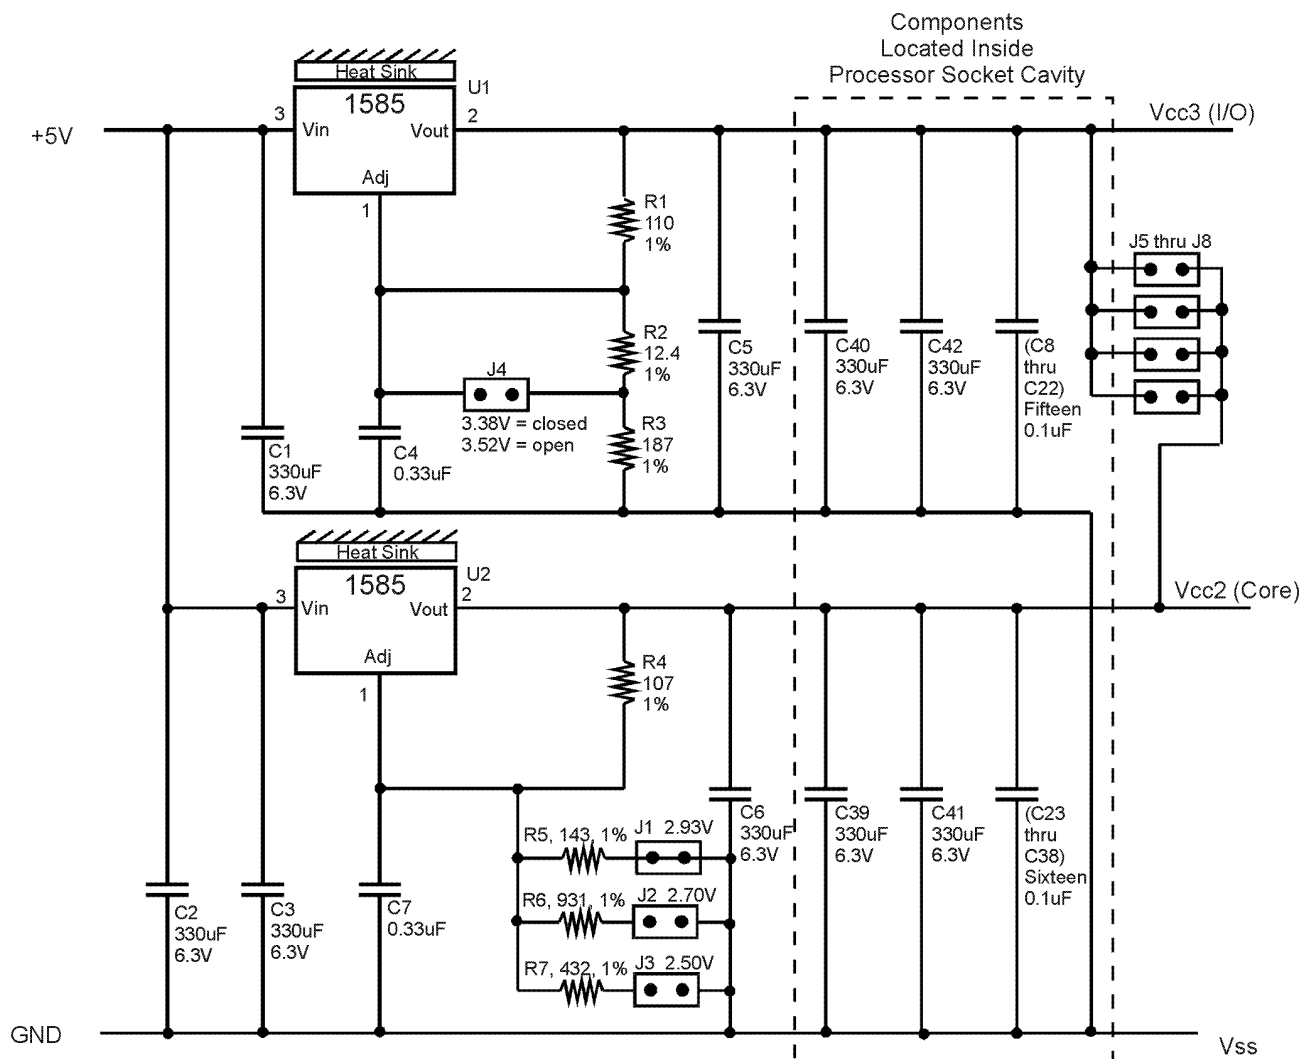 Components
Located Inside
Processor Socket Cavity
Heat Sink
U1
1585
3
2
Vin
Vout
Adj
1
+5V
Vcc3 (I/O)
R1
110
1%
J5 thru J8
R2
12.4
1%
J4
3.38V = closed
3.52V = open
R3
187
1%
C1
330uF
6.3V
C4
0.33uF
C5
330uF
6.3V
C40
330uF
6.3V
C42
330uF
6.3V
(C8
thru
C22)
Fifteen
0.1uF
Heat Sink
U2
1585
3
2
Vin
Vout
Adj
1
Vcc2 (Core)
R4
107
1%
R5, 143, 1%
J1 2.93V
R6, 931, 1%
J2 2.70V
R7, 432, 1%
J3 2.50V
C6
330uF
6.3V
C39
330uF
6.3V
C41
330uF
6.3V
(C23
thru
C38)
Sixteen
0.1uF
C2
330uF
6.3V
C3
330uF
6.3V
C7
0.33uF
GND
Vss